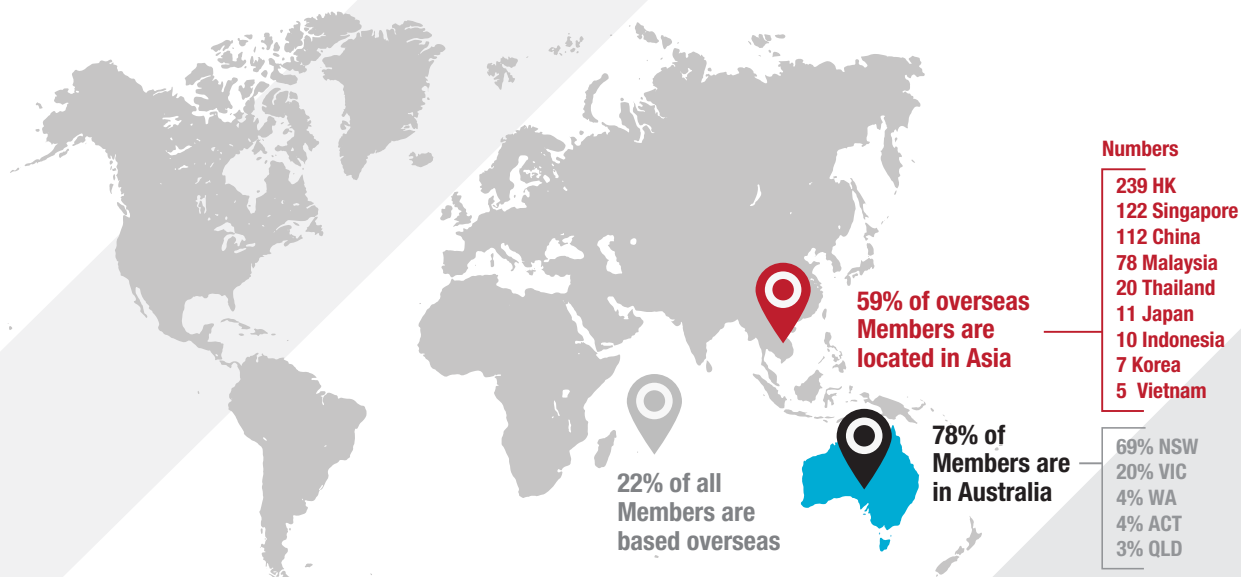 Numbers
239 HK
122 Singapore
112 China
78 Malaysia
20 Thailand
11 Japan
10 Indonesia
7 Korea
5 Vietnam
59% of overseas
Members are
located in Asia
78% of
Members are
in Australia
69% NSW
20% VIC
4% WA
4% ACT
3% QLD
22% of all
Members are
based overseas